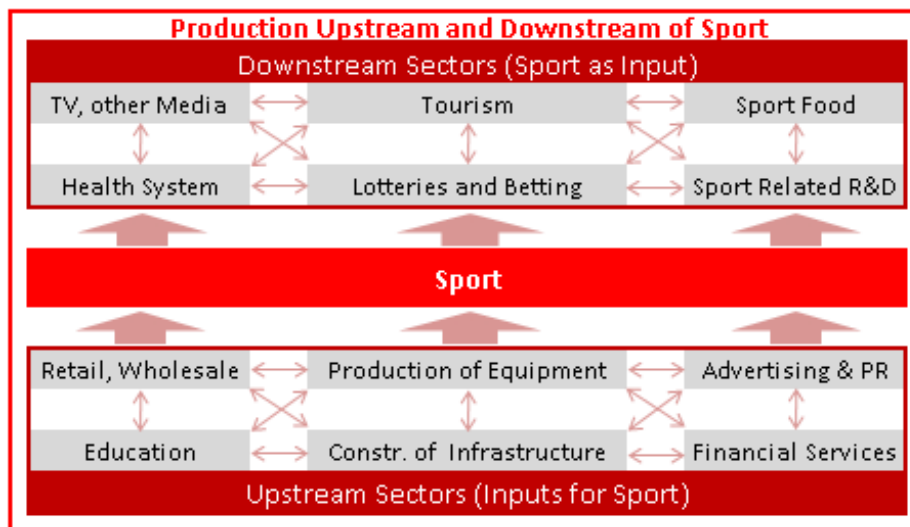 Production Upstream and Downstream of Sport
Downstream Sectors (Sport as Input)
TV, other Media
Tourism
Sport Food
Health System
Lotteries and Betting
Sport Related R&D
Sport
Retail, Wholesale
Production of Equipment
Advertising & PR
Education
Constr. of Infrastructure
Financial Services
Upstream Sectors (Inputs for Sport)